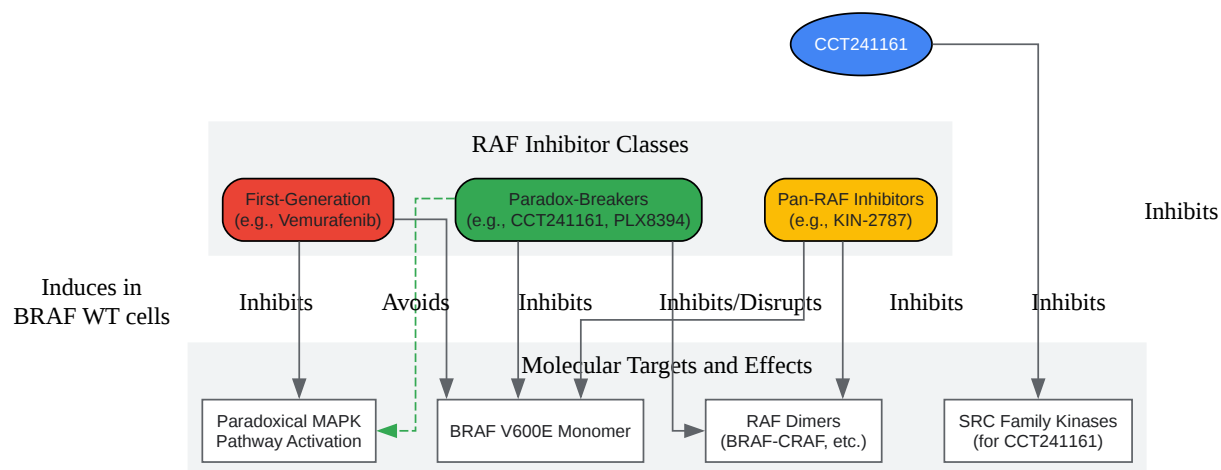 CCT241161
RAF Inhibitor Classes
First-Generation
(e.g., Vemurafenib)
Paradox-Breakers
(e.g., CCT241161, PLX8394)
Pan-RAF Inhibitors
(e.g., KIN-2787)
Inhibits
Induces in
BRAF WT cells
Inhibits
Avoids
Inhibits
Inhibits/Disrupts
Inhibits
Inhibits
Molecular Targets and Effects
Paradoxical MAPK
Pathway Activation
BRAF V600E Monomer
RAF Dimers
(BRAF-CRAF, etc.)
SRC Family Kinases
(for CCT241161)